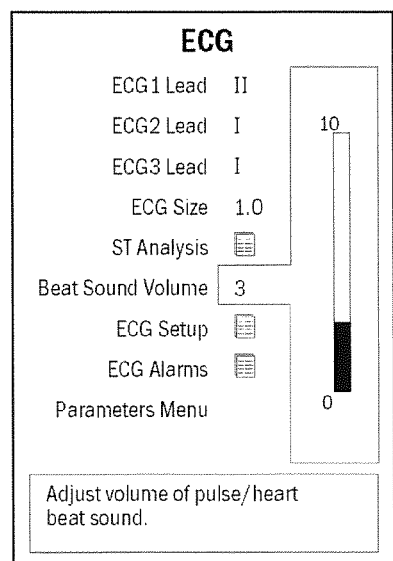 ECG
ECG1 Lead II
ECG2 Lead I
ECG3 Lead I
ECG Size 1.0
ST Analysis
Beat Sound Volume 3
ECG Setup
ECG Alarms
Parameters Menu
10
0
Adjust volume of pulse/heart
beat sound.